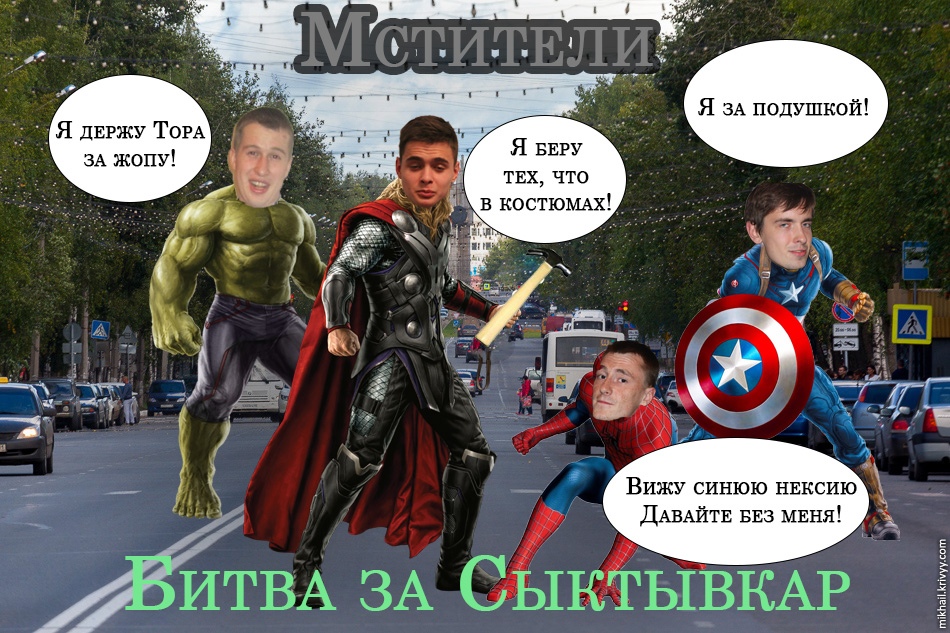 Мстители
Я держу Тора
за жопу!
Я беру
тех, что
в костюмах!
Я за подушкой!
Вижу синюю нексию
Давайте без меня!
Битва за Сыктывкар
mikhail.krivyy.com